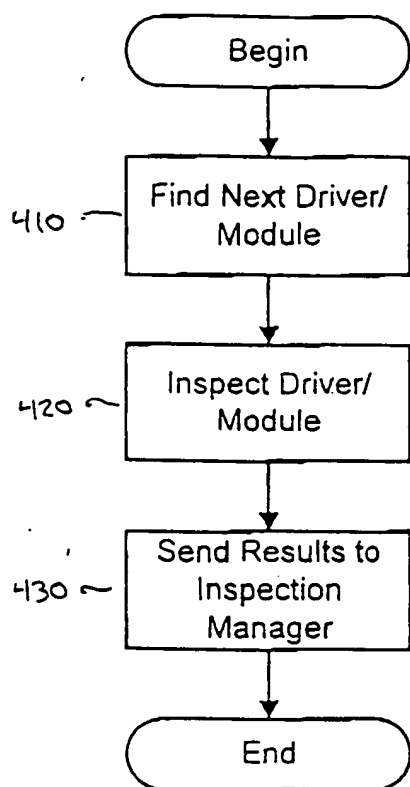 Begin
410
Find Next Driver/
Module
420
Inspect Driver/
Module
430
Send Results to
Inspection
Manager
End